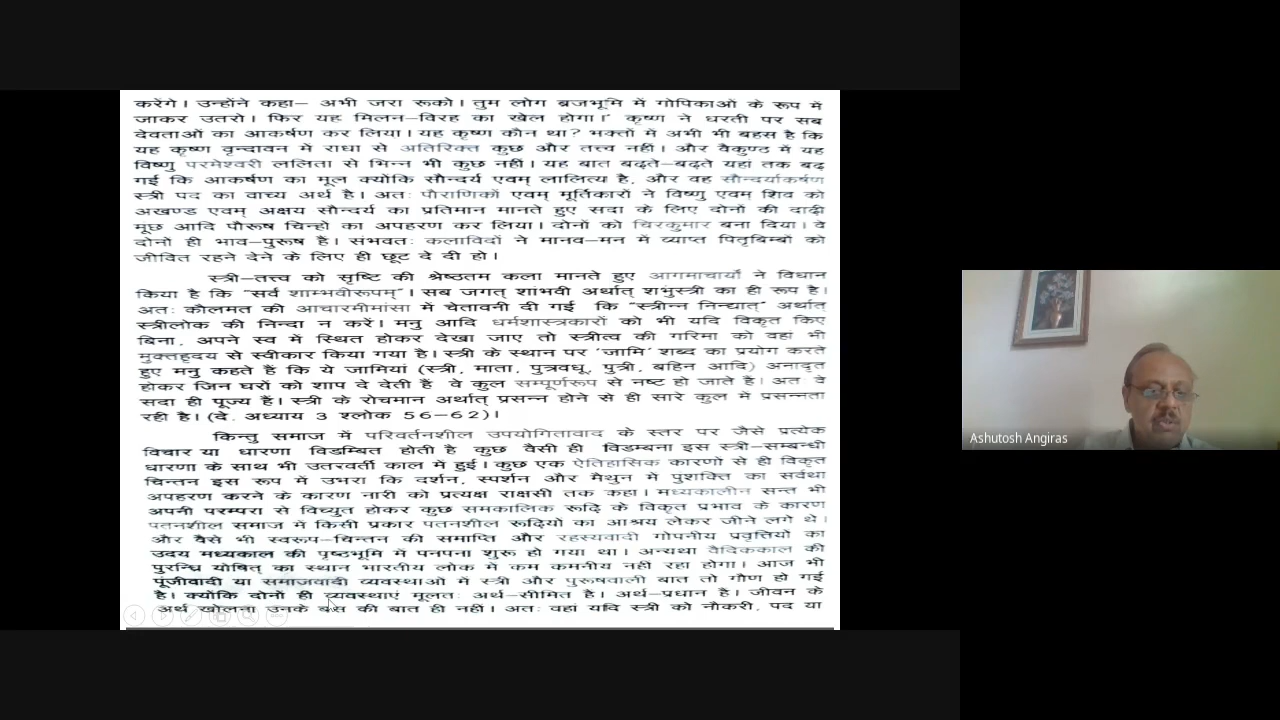 करेंगे। उन्होंने कहा– अभी जरा रूको। तुम लोग ब्रजभूमि में गोपिकाओं के रूप में
जाकर उतरो। फिर यह मिलन–विरह का खेल होगा।' कृष्ण ने धरती पर सब
देवताओं का आकर्षण कर लिया। यह कृष्ण कौन था? भक्तों में अभी भी बहस है कि
यह कृष्ण वृन्दावन में राधा से अतिरिक्त कुछ और तत्त्व नहीं। और वैकुण्ठ में यह
विष्णु परमेश्वरी ललिता से भिन्न भी कुछ नहीं। यह बात बढ़ते–बढ़ते यहां तक बढ़
गई कि आकर्षण का मूल क्योंकि सौन्दर्य एवम् लालित्य है, और वह सौन्दर्याकर्षण
स्त्री पद का वाच्य अर्थ है। अतः पौराणिकों एवम् मूर्तिकारों ने विष्णु एवम् शिव को
अखण्ड एवम् अक्षय सौन्दर्य का प्रतिमान मानते हुए सदा के लिए दोनों की दाढ़ी
मूछ आदि पौरूष चिन्हों का अपहरण कर लिया। दोनों को चिरकुमार बना दिया। वे
दोनों ही भाव–पुरूष हैं। संभवतः कलाविदों ने मानव–मन में व्याप्त पितृबिम्बों को
जीवित रहने देने के लिए ही छूट दे दी हो।
स्त्री–तत्त्व को सृष्टि की श्रेष्ठतम कला मानते हुए आगमाचार्यों ने विधान
किया है कि "सर्व शाम्भवीरूपम्"। सब जगत् शांभवी अर्थात् शंभुस्त्री का ही रूप है।
अतः कौलमत की आचारमीमांसा में चेतावनी दी गई कि "स्त्रीन्न निन्द्यात्" अर्थात्
स्त्रीलोक की निन्दा न करें। मनु आदि धर्मशास्त्रकारों को भी यदि विकृत किए
बिना, अपने स्व में स्थित होकर देखा जाए तो स्त्रीत्व की गरिमा को वहां भी
मुक्तहृदय से स्वीकार किया गया है। स्त्री के स्थान पर 'जामि' शब्द का प्रयोग करते
हुए मनु कहते हैं कि ये जामियां (स्त्री, माता, पुत्रवधू, पुत्री, बहिन आदि) अनादृत
होकर जिन घरों को शाप दे देती हैं वे कुल सम्पूर्णरूप से नष्ट हो जाते हैं। अतः वे
सदा ही पूज्य हैं। स्त्री के रोचमान अर्थात् प्रसन्न होने से ही सारे कुल में प्रसन्नता
रही है। (दे. अध्याय 3 श्लोक 56–62)।
किन्तु समाज में परिवर्तनशील उपयोगितावाद के स्तर पर जैसे प्रत्येक
विचार या धारणा विडम्बित होती है कुछ वैसी ही विडम्बना इस स्त्री–सम्बन्धी
धारणा के साथ भी उतरवर्ती काल में हुई। कुछ एक ऐतिहासिक कारणों से ही विकृत
चिन्तन इस रूप में उभरा कि दर्शन, स्पर्शन और मैथुन में पुंशक्ति का सर्वथा
अपहरण करने के कारण नारी को प्रत्यक्ष राक्षसी तक कहा। मध्यकालीन सन्त भी
अपनी परम्परा से विच्युत होकर कुछ समकालिक रूढि के विकृत प्रभाव के कारण
पतनशील समाज में किसी प्रकार पतनशील रूढ़ियों का आश्रय लेकर जीने लगे थे।
और वैसे भी स्वरूप–चिन्तन की समाप्ति और रहस्यवादी गोपनीय प्रवृत्तियों का
उदय मध्यकाल की पृष्ठभूमि में पनपना शुरू हो गया था। अन्यथा वैदिककाल की
पुरन्ध्रि योषित् का स्थान भारतीय लोक में कम कमनीय नहीं रहा होगा। आज भी
पूंजीवादी या समाजवादी व्यवस्थाओं में स्त्री और पुरूषवाली बात तो गौण हो गई
है। क्योंकि दोनों ही व्यवस्थाएं मूलतः अर्थ–सीमित है। अर्थ–प्रधान है। जीवन के
अर्थ खोलना उनके बस की बात ही नहीं। अतः वहां यदि स्त्री को नौकरी, पद या
Ashutosh Angiras